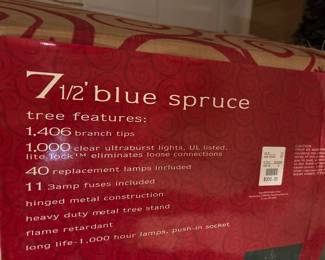 7 1/2' blue spruce
tree features:
1,406 branch tips
1,000 clear ultraburst lights, UL listed,
lite lock™ eliminates loose connections
40 replacement lamps included
11 3amp fuses included
hinged metal construction
heavy duty metal tree stand
flame retardant
long life-1,000 hour lamps, push-in socket
CAUTION